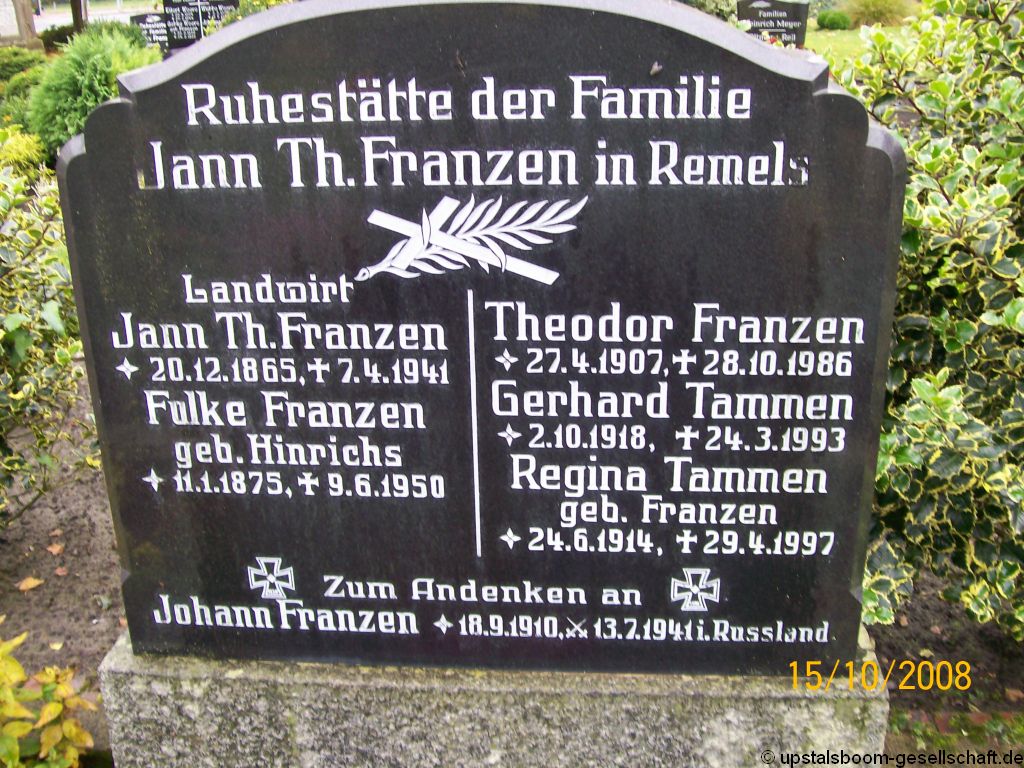 Familien
Heinrich Meyer
Ruhestätte der Familie
Jann Th. Franzen in Remels
Landwirt
Jann Th. Franzen
✦ 20.12.1865, ✝ 7.4.1941
Fulke Franzen
geb. Hinrichs
✦ 11.1.1875, ✝ 9.6.1950
Theodor Franzen
✦ 27.4.1907, ✝ 28.10.1986
Gerhard Tammen
✦ 2.10.1918, ✝ 24.3.1993
Regina Tammen
geb. Franzen
✦ 24.6.1914, ✝ 29.4.1997
Zum Andenken an
Johann Franzen ✦ 18.9.1910, ⚔ 13.7.1941 i. Russland.
15/10/2008
© upstalsboom-gesellschaft.de